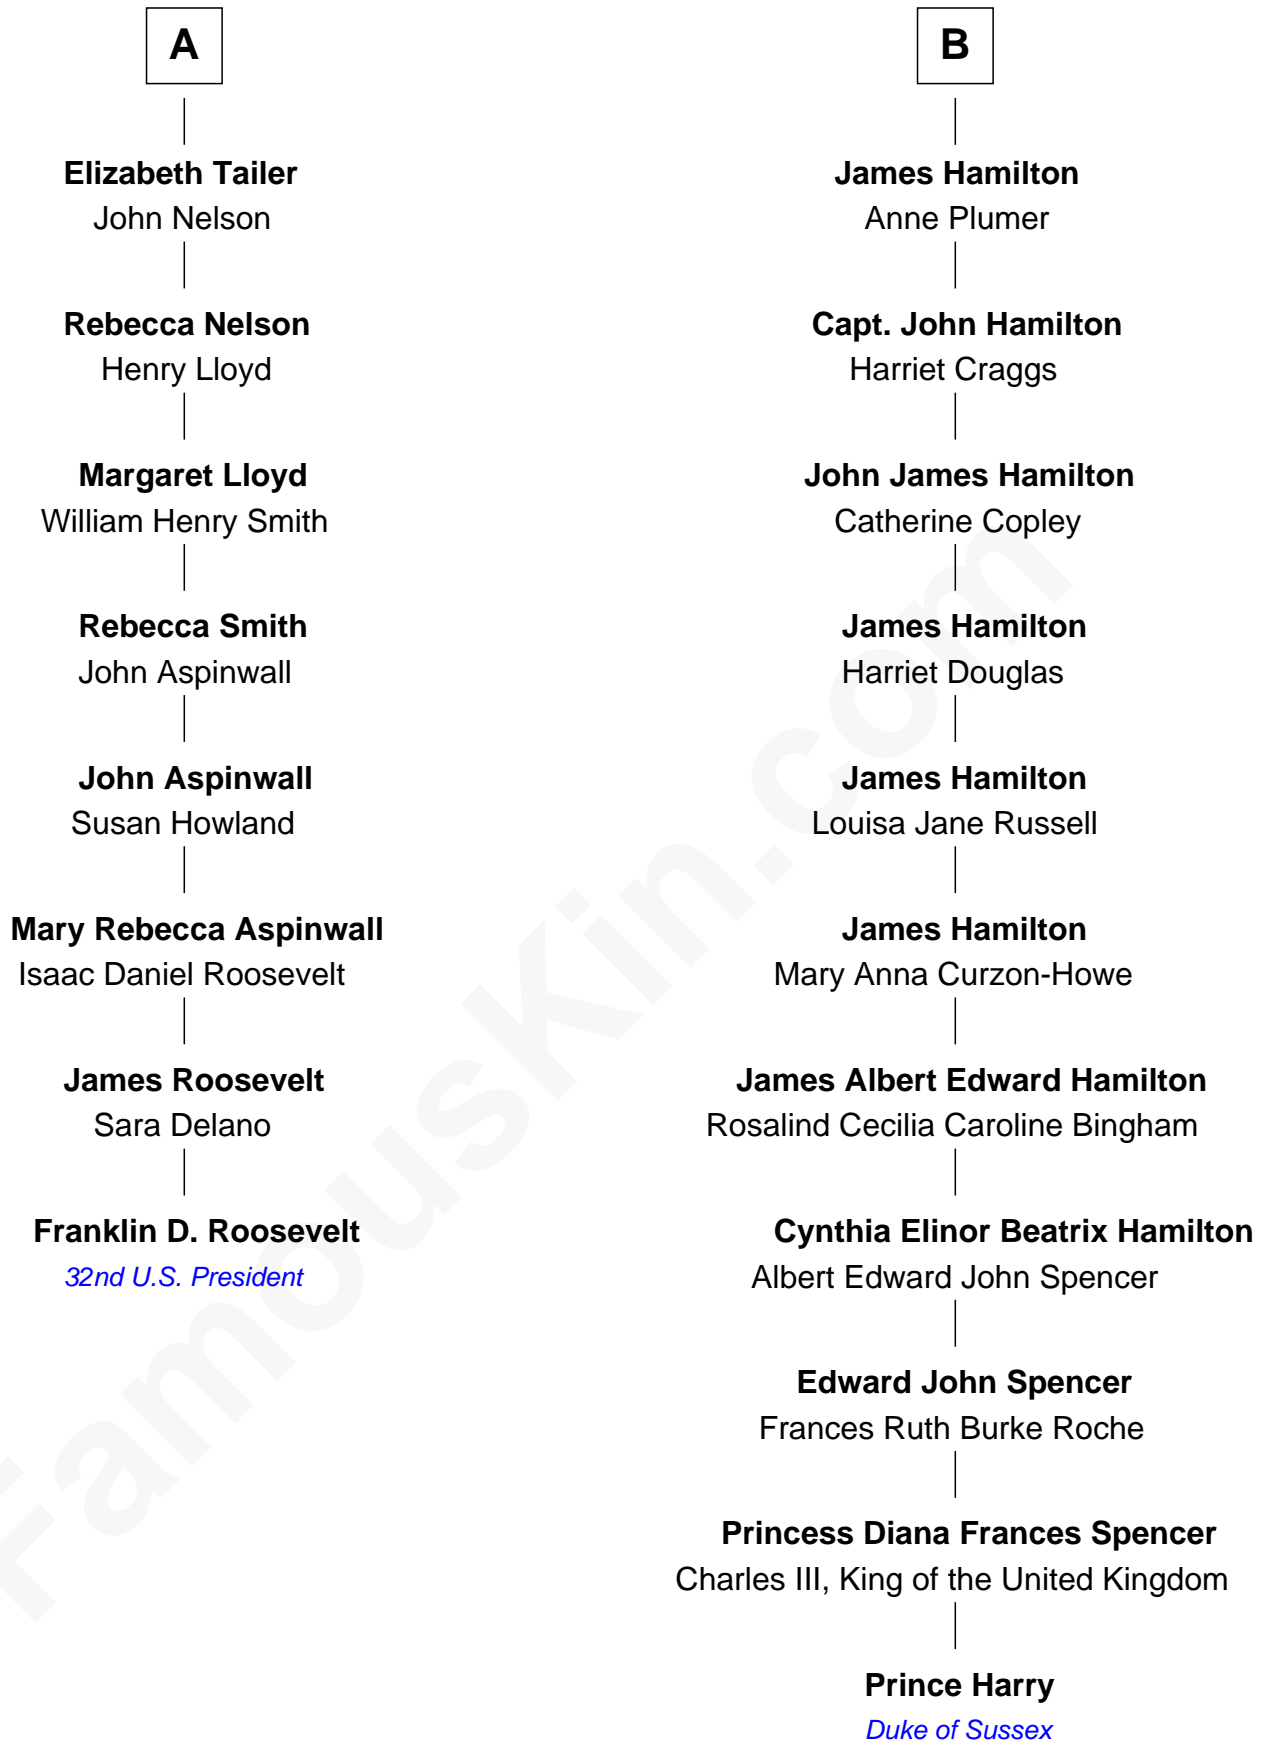 A
Elizabeth Tailer
John Nelson
Rebecca Nelson
Henry Lloyd
Margaret Lloyd
William Henry Smith
Rebecca Smith
John Aspinwall
John Aspinwall
Susan Howland
Mary Rebecca Aspinwall
Isaac Daniel Roosevelt
James Roosevelt
Sara Delano
Franklin D. Roosevelt
32nd U.S. President
B
James Hamilton
Anne Plumer
Capt. John Hamilton
Harriet Craggs
John James Hamilton
Catherine Copley
James Hamilton
Harriet Douglas
James Hamilton
Louisa Jane Russell
James Hamilton
Mary Anna Curzon-Howe
James Albert Edward Hamilton
Rosalind Cecilia Caroline Bingham
Cynthia Elinor Beatrix Hamilton
Albert Edward John Spencer
Edward John Spencer
Frances Ruth Burke Roche
Princess Diana Frances Spencer
Charles III, King of the United Kingdom
Prince Harry
Duke of Sussex
FamousKin.com